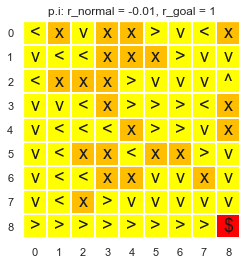 p.i: r_normal = -0.01, r_goal = 1
0 < x v x x > v < x
1 v < < x x x > v v
2 < x x x > v v v ^
3 v v < x > > > < x
4 v < < < x > > < x
5 v < x x < x x > v
6 v < < x x v v x v
7 v < x > v v v v v
8 > > > > > > > > $
0 1 2 3 4 5 6 7 8